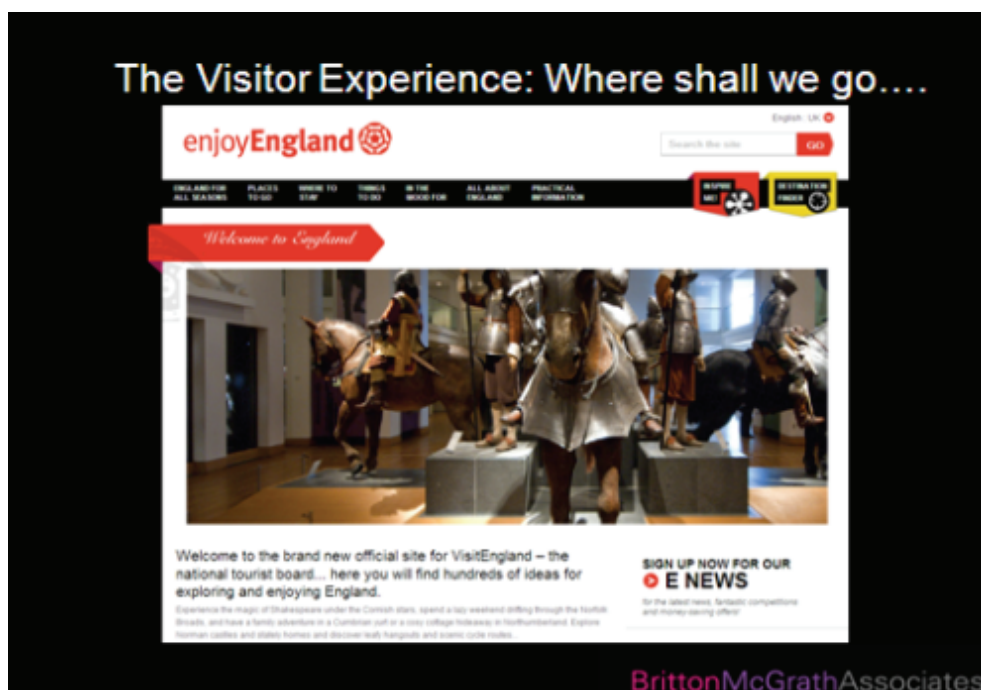 The Visitor Experience: Where shall we go....
English : UK
enjoyEngland
Search the site
GO
ENGLAND FOR ALL SEASONS
PLACES TO GO
WHERE TO STAY
THINGS TO DO
IN THE MOOD FOR
ALL ABOUT ENGLAND
PRACTICAL INFORMATION
INSPIRE ME!
DESTINATION FINDER
Welcome to England
Welcome to the brand new official site for VisitEngland – the
national tourist board... here you will find hundreds of ideas for
exploring and enjoying England.
Experience the magic of Shakespeare under the Cornish stars, spend a lazy weekend drifting through the Norfolk
Broads, and have a family adventure in a Cumbrian yurt or a cosy cottage hideaway in Northumberland. Explore
Norman castles and stately homes and discover leafy hangouts and scenic cycle routes...
SIGN UP NOW FOR OUR
E NEWS
for the latest news, fantastic competitions
and money-saving offers!
BrittonMcGrathAssociates